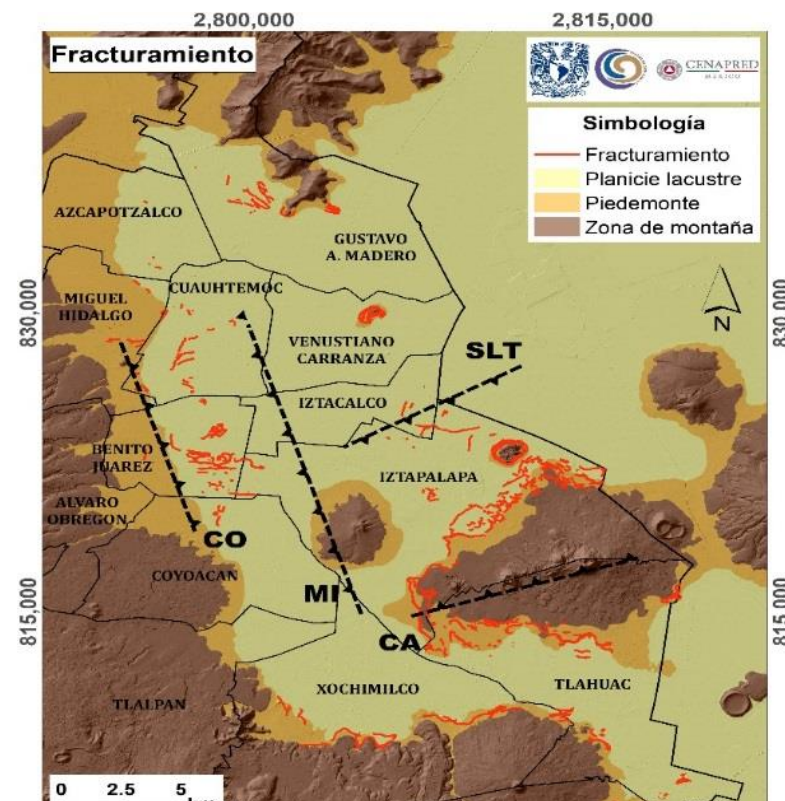 2,800,000
2,815,000
Fracturamiento
CENAPRED
MÉXICO
Simbología
Fracturamiento
Planicie lacustre
Piedemonte
Zona de montaña
AZCAPOTZALCO
GUSTAVO
A. MADERO
CUAUHTEMOC
MIGUEL
HIDALGO
830,000
830,000
N
VENUSTIANO
CARRANZA
SLT
IZTACALCO
BENITO
JUAREZ
IZTAPALAPA
ALVARO
OBREGON
CO
COYOACAN
815,000
815,000
MI
CA
XOCHIMILCO
TLAHUAC
TLALPAN
0 2.5 5